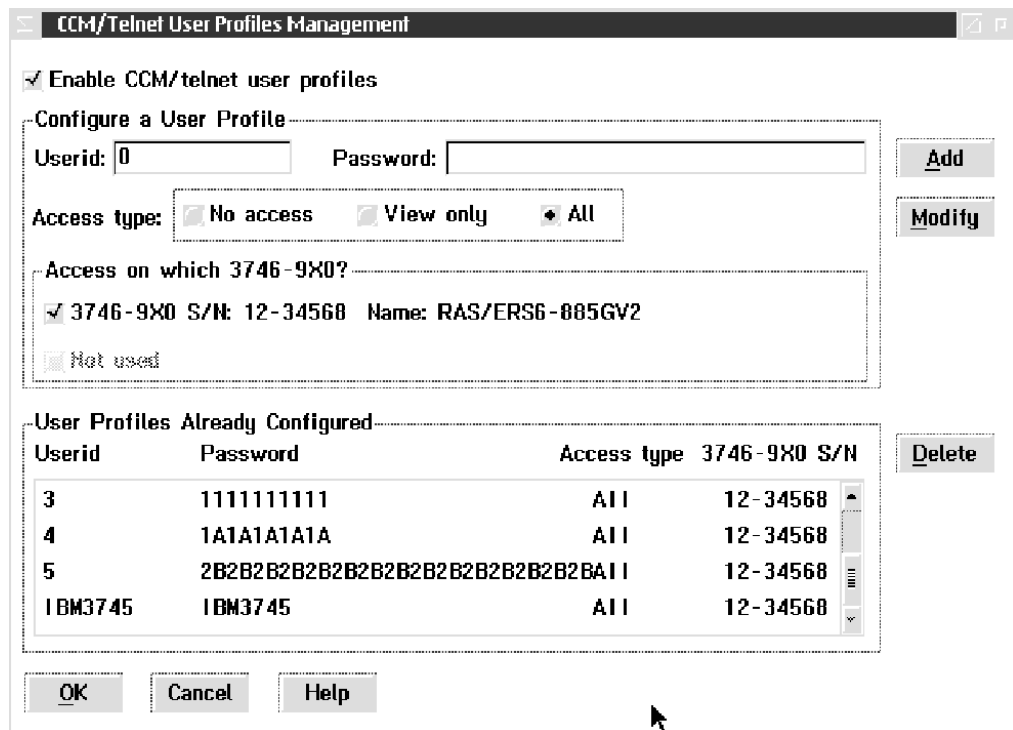 CCM/Telnet User Profiles Management
Enable CCM/telnet user profiles
Configure a User Profile
Userid: 0 Password: Add
Access type: No access View only All Modify
Access on which 3746-9X0?
3746-9X0 S/N: 12-34568 Name: RAS/ERS6-885GV2
Not used
User Profiles Already Configured
Userid Password Access type 3746-9X0 S/N Delete
3 1111111111 All 12-34568
4 1A1A1A1A1A All 12-34568
5 2B2B2B2B2B2B2B2B2B2B2B2B2B2B2BAll 12-34568
IBM3745 IBM3745 All 12-34568
OK Cancel Help